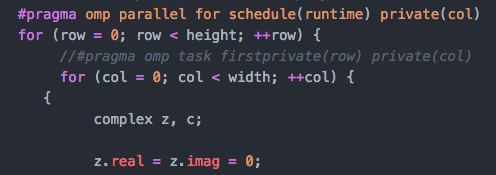 #pragma omp parallel for schedule(runtime) private(col)
for (row = 0; row < height; ++row) {
//#pragma omp task firstprivate(row) private(col)
for (col = 0; col < width; ++col) {
{
complex z, c;
z.real = z.imag = 0;